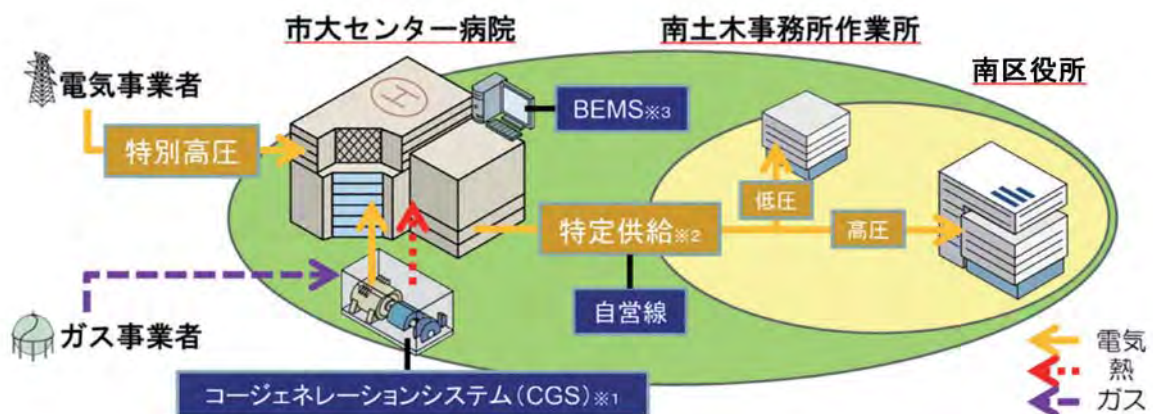 市大センター病院
南土木事務所作業所
南区役所
電気事業者
特別高圧
BEMS※3
低圧
特定供給※2
高圧
自営線
ガス事業者
コージェネレーションシステム(CGS)※1
電気
熱
ガス